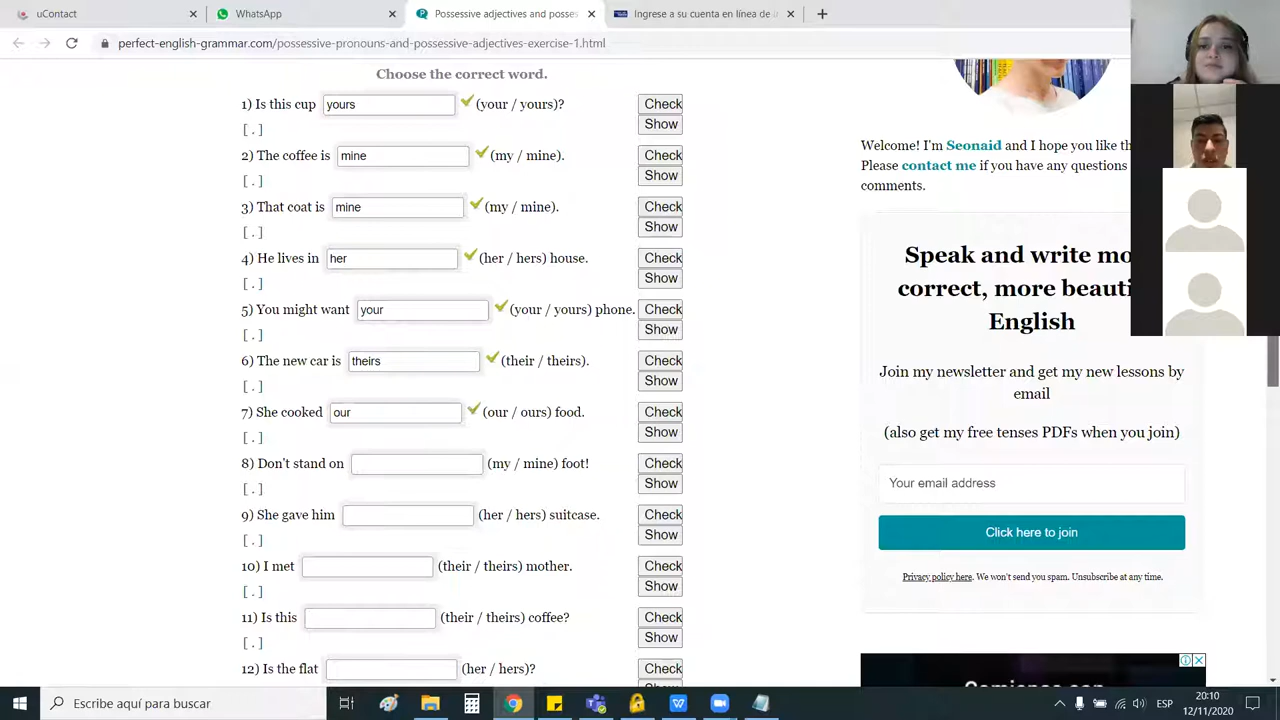 uContact
WhatsApp
Possessive adjectives and posses
Ingrese a su cuenta en línea de u
perfect-english-grammar.com/possessive-pronouns-and-possessive-adjectives-exercise-1.html
Choose the correct word.
1) Is this cup yours (your / yours)? Check
[ . ] Show
2) The coffee is mine (my / mine). Check
[ . ] Show
3) That coat is mine (my / mine). Check
[ . ] Show
4) He lives in her (her / hers) house. Check
[ . ] Show
5) You might want your (your / yours) phone. Check
[ . ] Show
6) The new car is theirs (their / theirs). Check
[ . ] Show
7) She cooked our (our / ours) food. Check
[ . ] Show
8) Don't stand on (my / mine) foot! Check
[ . ] Show
9) She gave him (her / hers) suitcase. Check
[ . ] Show
10) I met (their / theirs) mother. Check
[ . ] Show
11) Is this (their / theirs) coffee? Check
[ . ] Show
12) Is the flat (her / hers)? Check
Welcome! I'm Seonaid and I hope you like th
Please contact me if you have any questions
comments.
Speak and write mo
correct, more beauti
English
Join my newsletter and get my new lessons by
email
(also get my free tenses PDFs when you join)
Your email address
Click here to join
Privacy policy here. We won't send you spam. Unsubscribe at any time.
Escribe aquí para buscar
ESP
20:10
12/11/2020